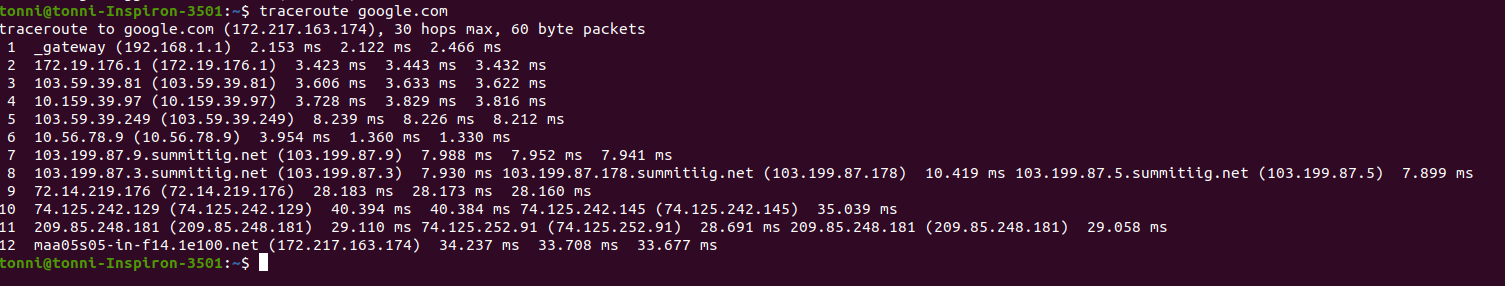 tonni@tonni-Inspiron-3501:~$ traceroute google.com
traceroute to google.com (172.217.163.174), 30 hops max, 60 byte packets
 1  _gateway (192.168.1.1)  2.153 ms  2.122 ms  2.466 ms
 2  172.19.176.1 (172.19.176.1)  3.423 ms  3.443 ms  3.432 ms
 3  103.59.39.81 (103.59.39.81)  3.606 ms  3.633 ms  3.622 ms
 4  10.159.39.97 (10.159.39.97)  3.728 ms  3.829 ms  3.816 ms
 5  103.59.39.249 (103.59.39.249)  8.239 ms  8.226 ms  8.212 ms
 6  10.56.78.9 (10.56.78.9)  3.954 ms  1.360 ms  1.330 ms
 7  103.199.87.9.summitiig.net (103.199.87.9)  7.988 ms  7.952 ms  7.941 ms
 8  103.199.87.3.summitiig.net (103.199.87.3)  7.930 ms 103.199.87.178.summitiig.net (103.199.87.178)  10.419 ms 103.199.87.5.summitiig.net (103.199.87.5)  7.899 ms
 9  72.14.219.176 (72.14.219.176)  28.183 ms  28.173 ms  28.160 ms
10  74.125.242.129 (74.125.242.129)  40.394 ms  40.384 ms 74.125.242.145 (74.125.242.145)  35.039 ms
11  209.85.248.181 (209.85.248.181)  29.110 ms 74.125.252.91 (74.125.252.91)  28.691 ms 209.85.248.181 (209.85.248.181)  29.058 ms
12  maa05s05-in-f14.1e100.net (172.217.163.174)  34.237 ms  33.708 ms  33.677 ms
tonni@tonni-Inspiron-3501:~$